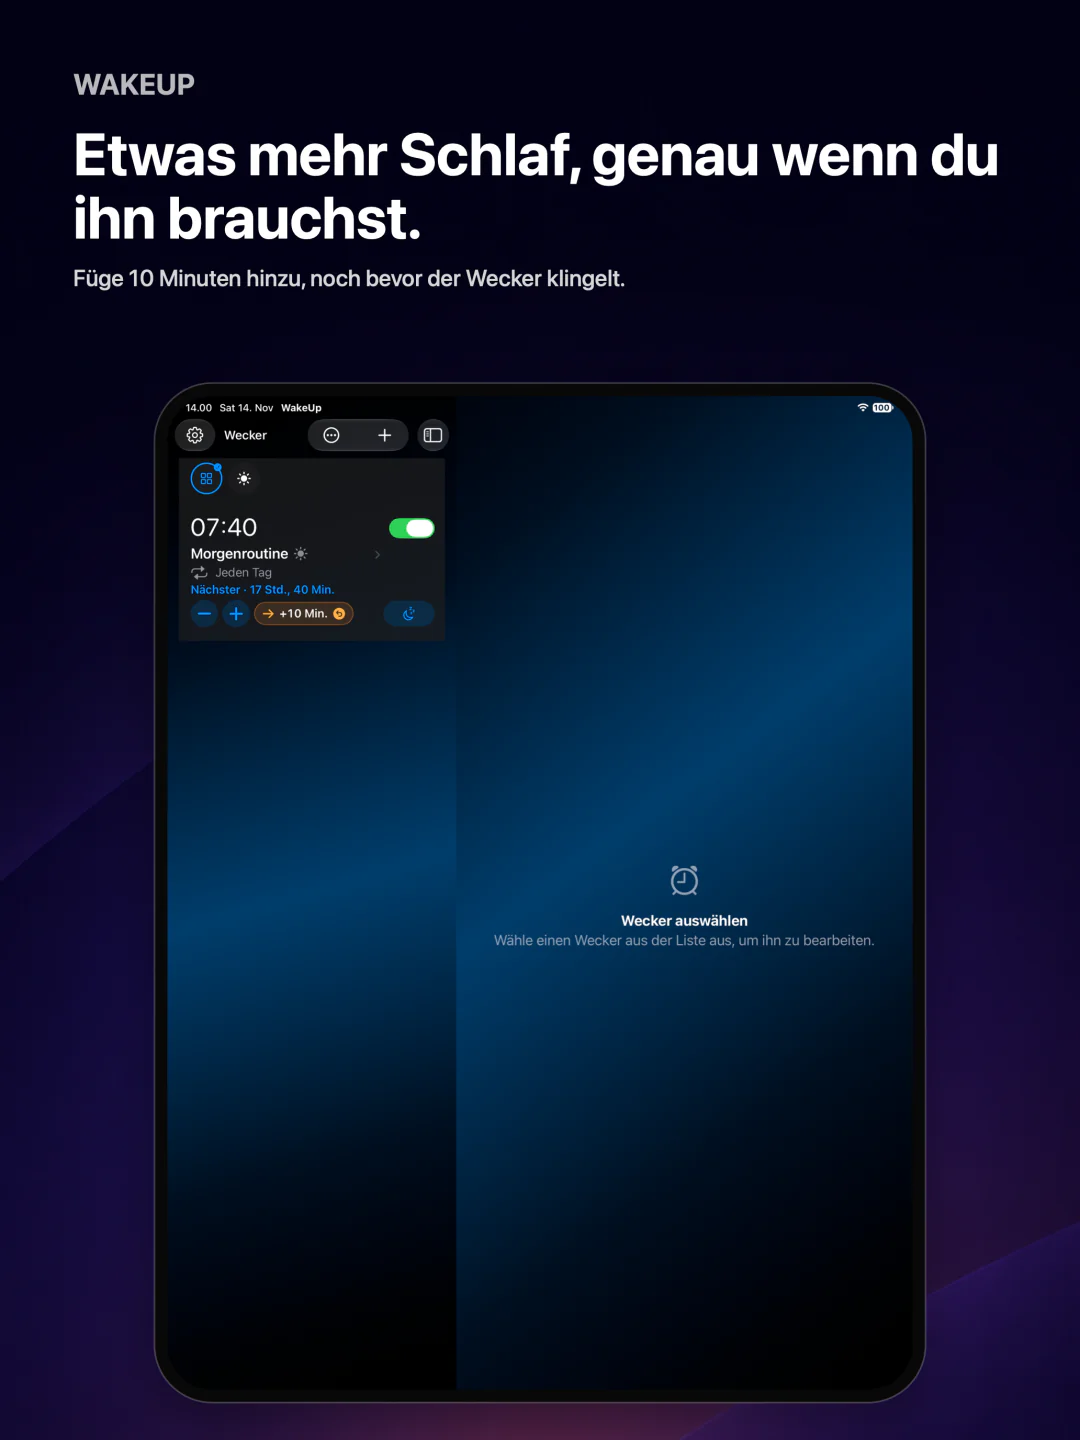 WAKEUP
Etwas mehr Schlaf, genau wenn du
ihn brauchst.
Füge 10 Minuten hinzu, noch bevor der Wecker klingelt.
14.00 Sat 14. Nov WakeUp
100
Wecker
07:40
Morgenroutine
Jeden Tag
Nächster · 17 Std., 40 Min.
+10 Min.
Wecker auswählen
Wähle einen Wecker aus der Liste aus, um ihn zu bearbeiten.